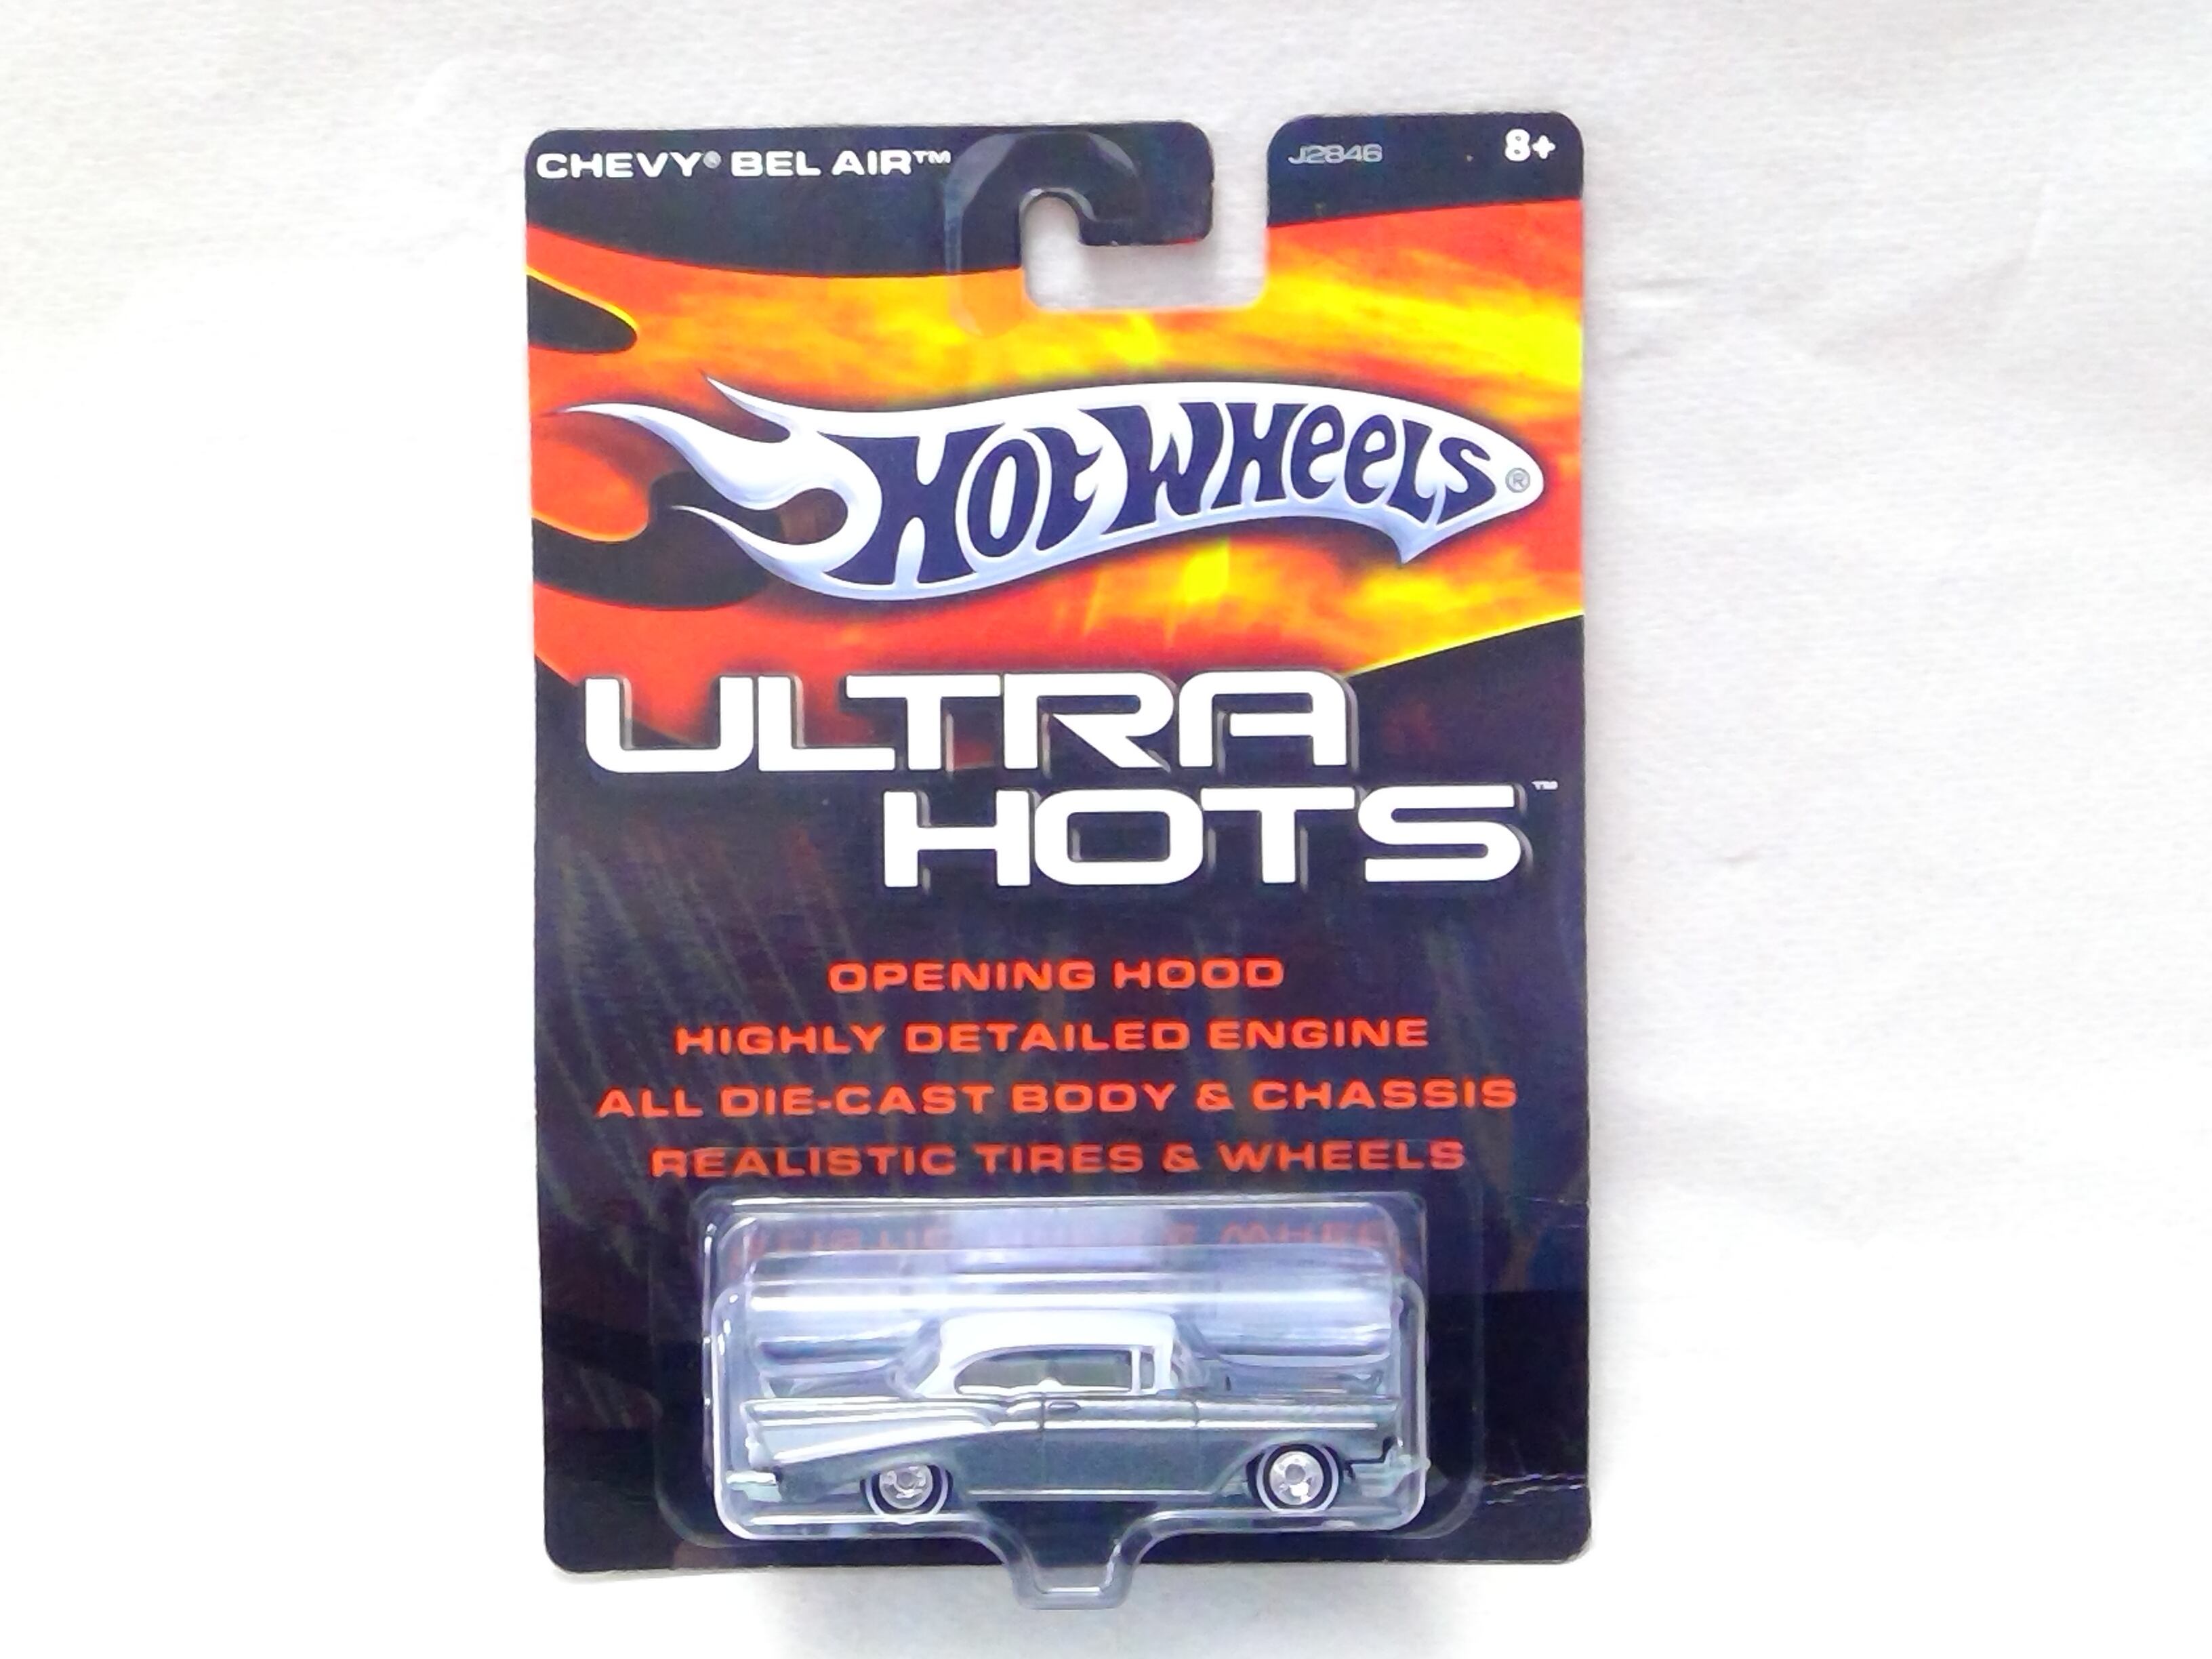 CHEVY® BEL AIR™
J2846
8+
HOT WHEELS®
ULTRA
HOTS™
OPENING HOOD
HIGHLY DETAILED ENGINE
ALL DIE-CAST BODY & CHASSIS
REALISTIC TIRES & WHEELS